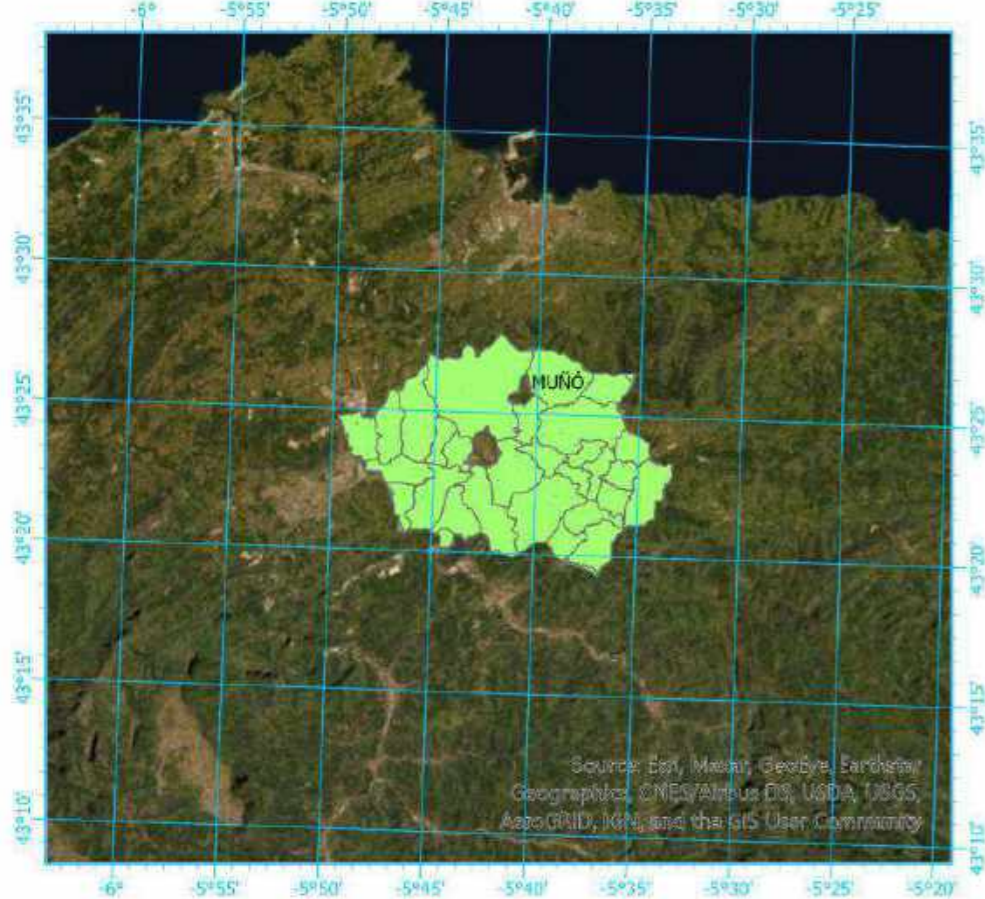 -6° -5°55' -5°50' -5°45' -5°40' -5°35' -5°30' -5°25'
43°35' 43°35'
43°30' 43°30'
MUÑÓ
43°25' 43°25'
43°20' 43°20'
43°15' 43°15'
Source: Esri, Maxar, GeoEye, Earthstar
Geographics, CNES/Airbus DS, USDA, USGS,
AeroGRID, IGN, and the GIS User Community
43°10' 43°10'
-6° -5°55' -5°50' -5°45' -5°40' -5°35' -5°30' -5°25' -5°20'